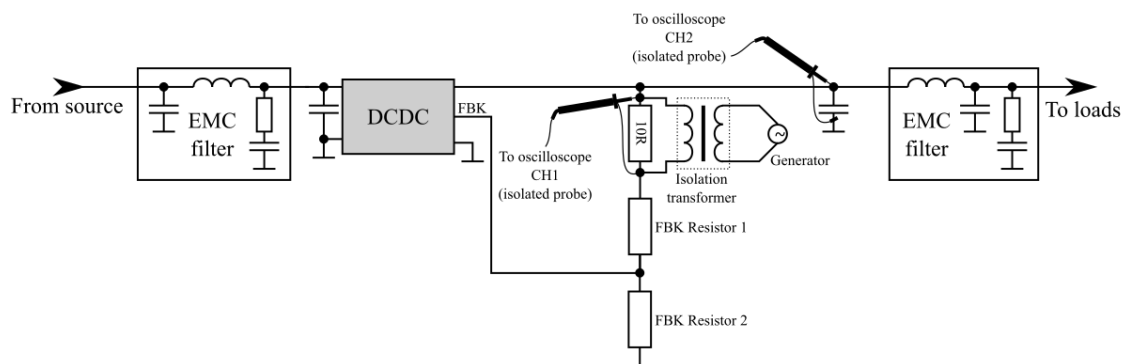 To oscilloscope
CH2
(isolated probe)
From source
EMC
filter
DCDC
FBK
To oscilloscope
CH1
(isolated probe)
10R
Isolation
transformer
~
Generator
EMC
filter
To loads
FBK Resistor 1
FBK Resistor 2